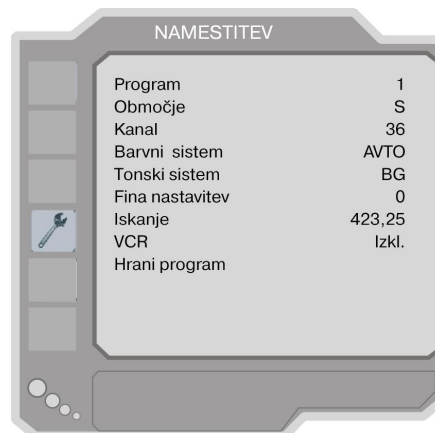 NAMESTITEV
Program 1
Območje S
Kanal 36
Barvni sistem AVTO
Tonski sistem BG
Fina nastavitev 0
Iskanje 423,25
VCR Izkl.
Hrani program